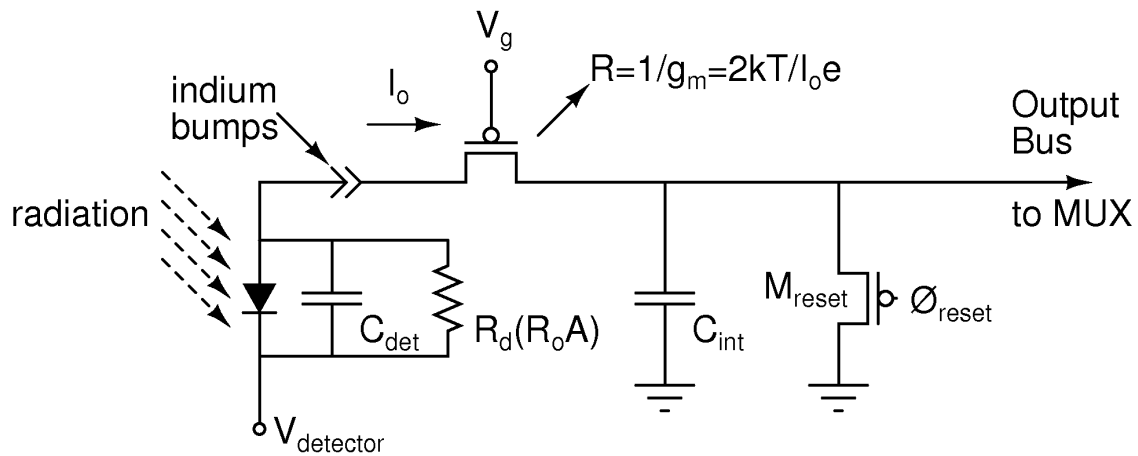 V_g
R=1/g_m=2kT/I_oe
I_o
indium
bumps
Output
Bus
to MUX
radiation
C_det
R_d(R_oA)
C_int
M_reset
Ø_reset
V_detector